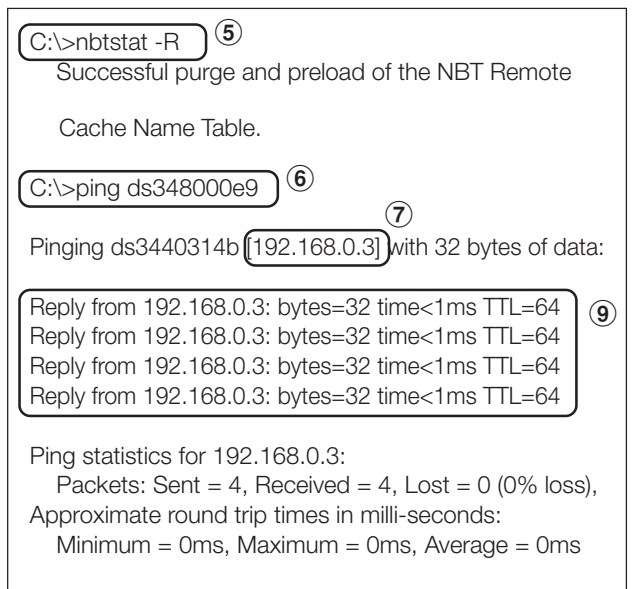 C:\>nbtstat -R ⑤
Successful purge and preload of the NBT Remote
Cache Name Table.
C:\>ping ds348000e9 ⑥
⑦
Pinging ds3440314b [192.168.0.3] with 32 bytes of data:
Reply from 192.168.0.3: bytes=32 time<1ms TTL=64 ⑨
Reply from 192.168.0.3: bytes=32 time<1ms TTL=64
Reply from 192.168.0.3: bytes=32 time<1ms TTL=64
Reply from 192.168.0.3: bytes=32 time<1ms TTL=64
Ping statistics for 192.168.0.3:
Packets: Sent = 4, Received = 4, Lost = 0 (0% loss),
Approximate round trip times in milli-seconds:
Minimum = 0ms, Maximum = 0ms, Average = 0ms